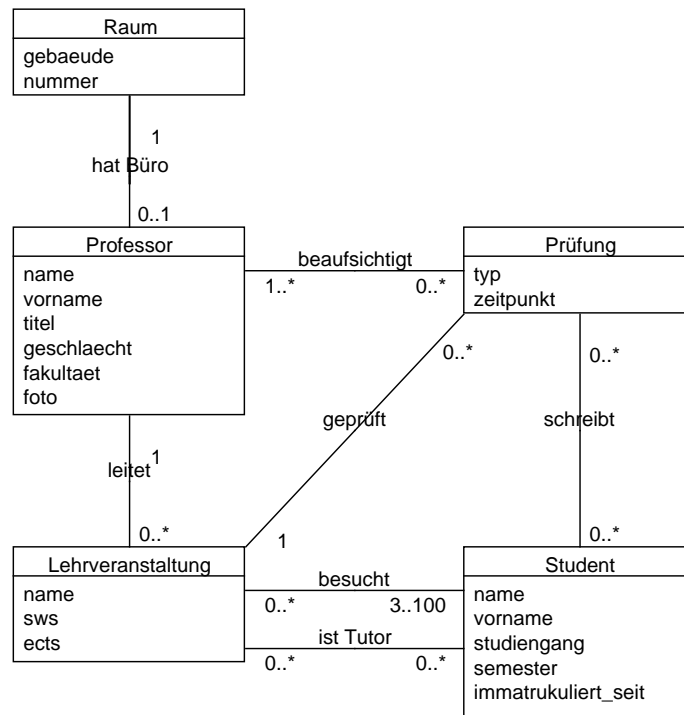 Raum
gebaeude
nummer
1
hat Büro
0..1
Professor
name
vorname
titel
geschlaecht
fakultaet
foto
beaufsichtigt
1..*
0..*
Prüfung
typ
zeitpunkt
0..*
0..*
geprüft
schreibt
1
leitet
0..*
1
0..*
Lehrveranstaltung
name
sws
ects
besucht
0..*
3..100
ist Tutor
0..*
0..*
Student
name
vorname
studiengang
semester
immatrukuliert_seit